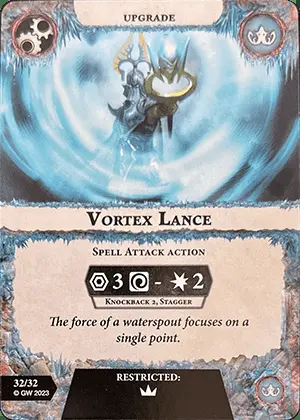 UPGRADE
VORTEX LANCE
SPELL ATTACK ACTION
3 - 2
KNOCKBACK 2, STAGGER
The force of a waterspout focuses on a
single point.
32/32
© GW 2023
RESTRICTED: